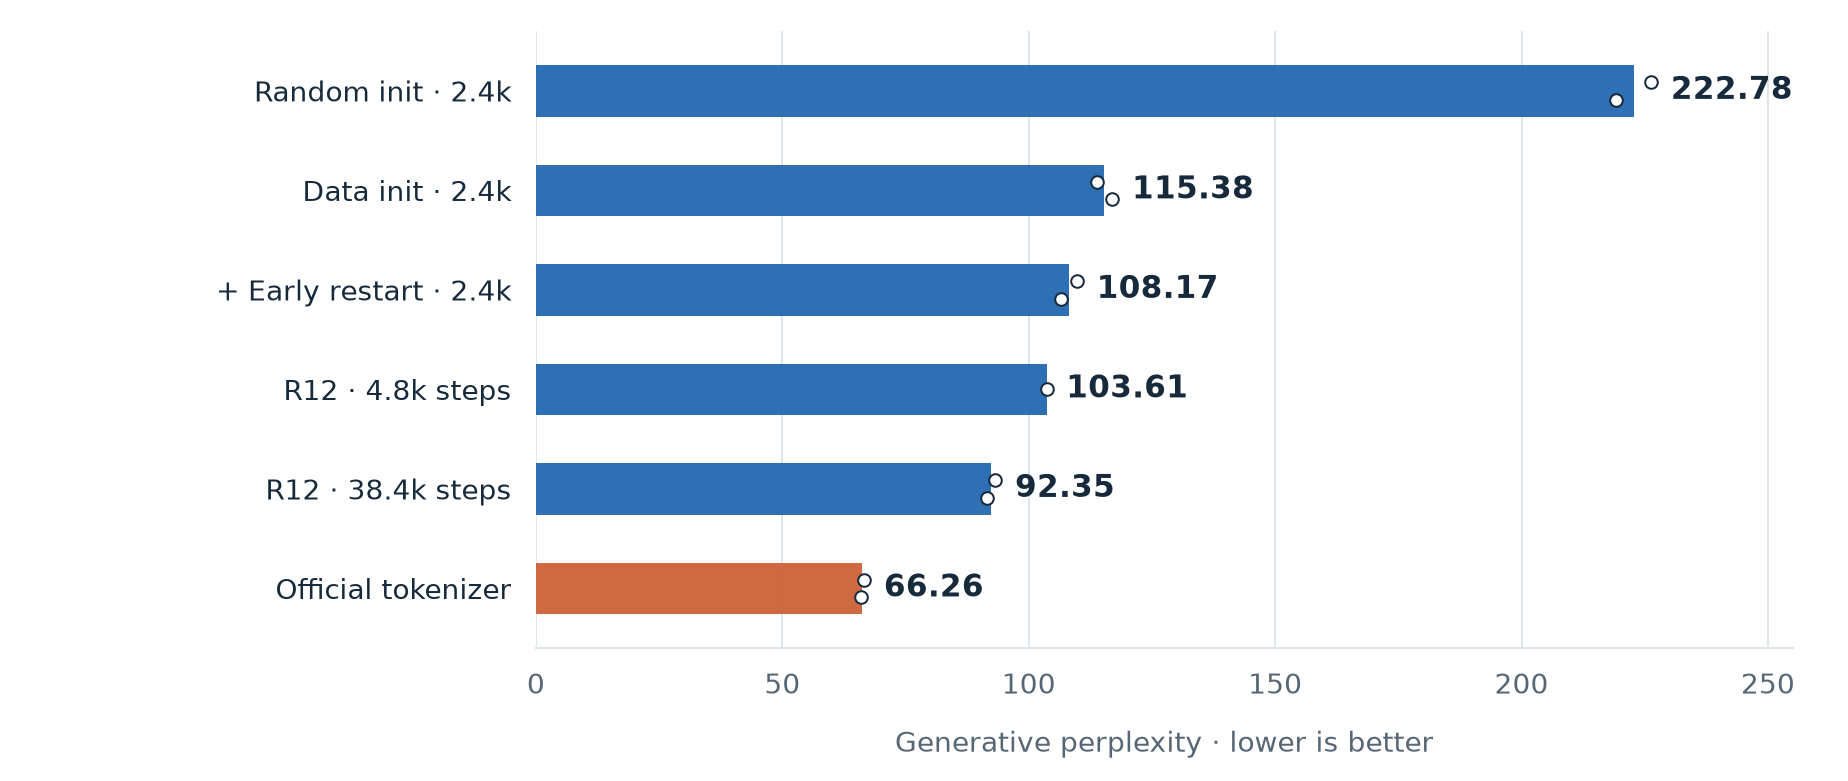 Random init · 2.4k
222.78
Data init · 2.4k
115.38
+ Early restart · 2.4k
108.17
R12 · 4.8k steps
103.61
R12 · 38.4k steps
92.35
Official tokenizer
66.26
0 50 100 150 200 250
Generative perplexity · lower is better